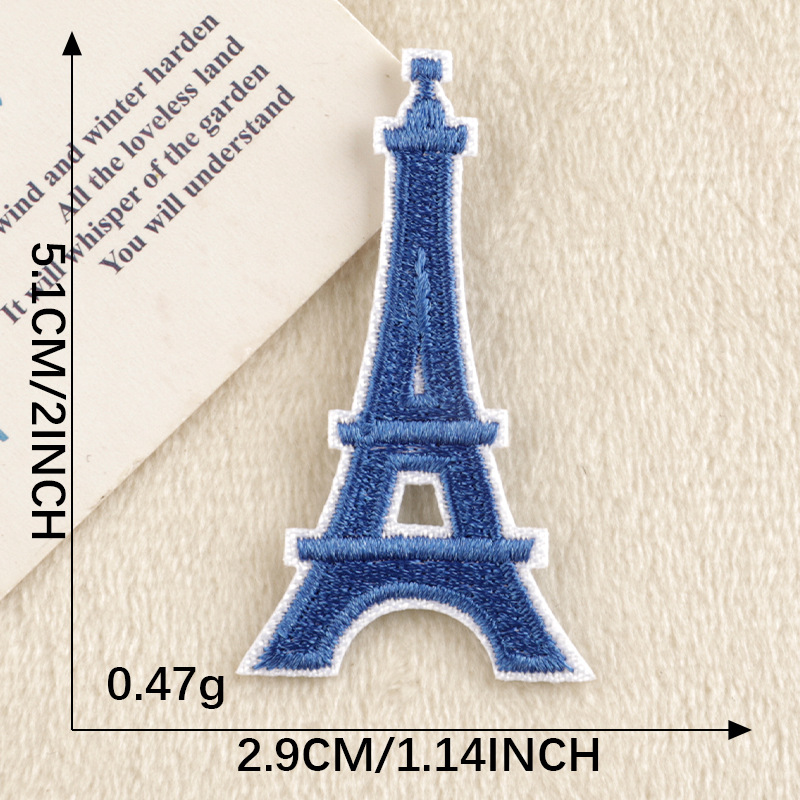 wind and winter harden
All the loveless land
It will whisper of the garden
You will understand
5.1CM/2INCH
0.47g
2.9CM/1.14INCH